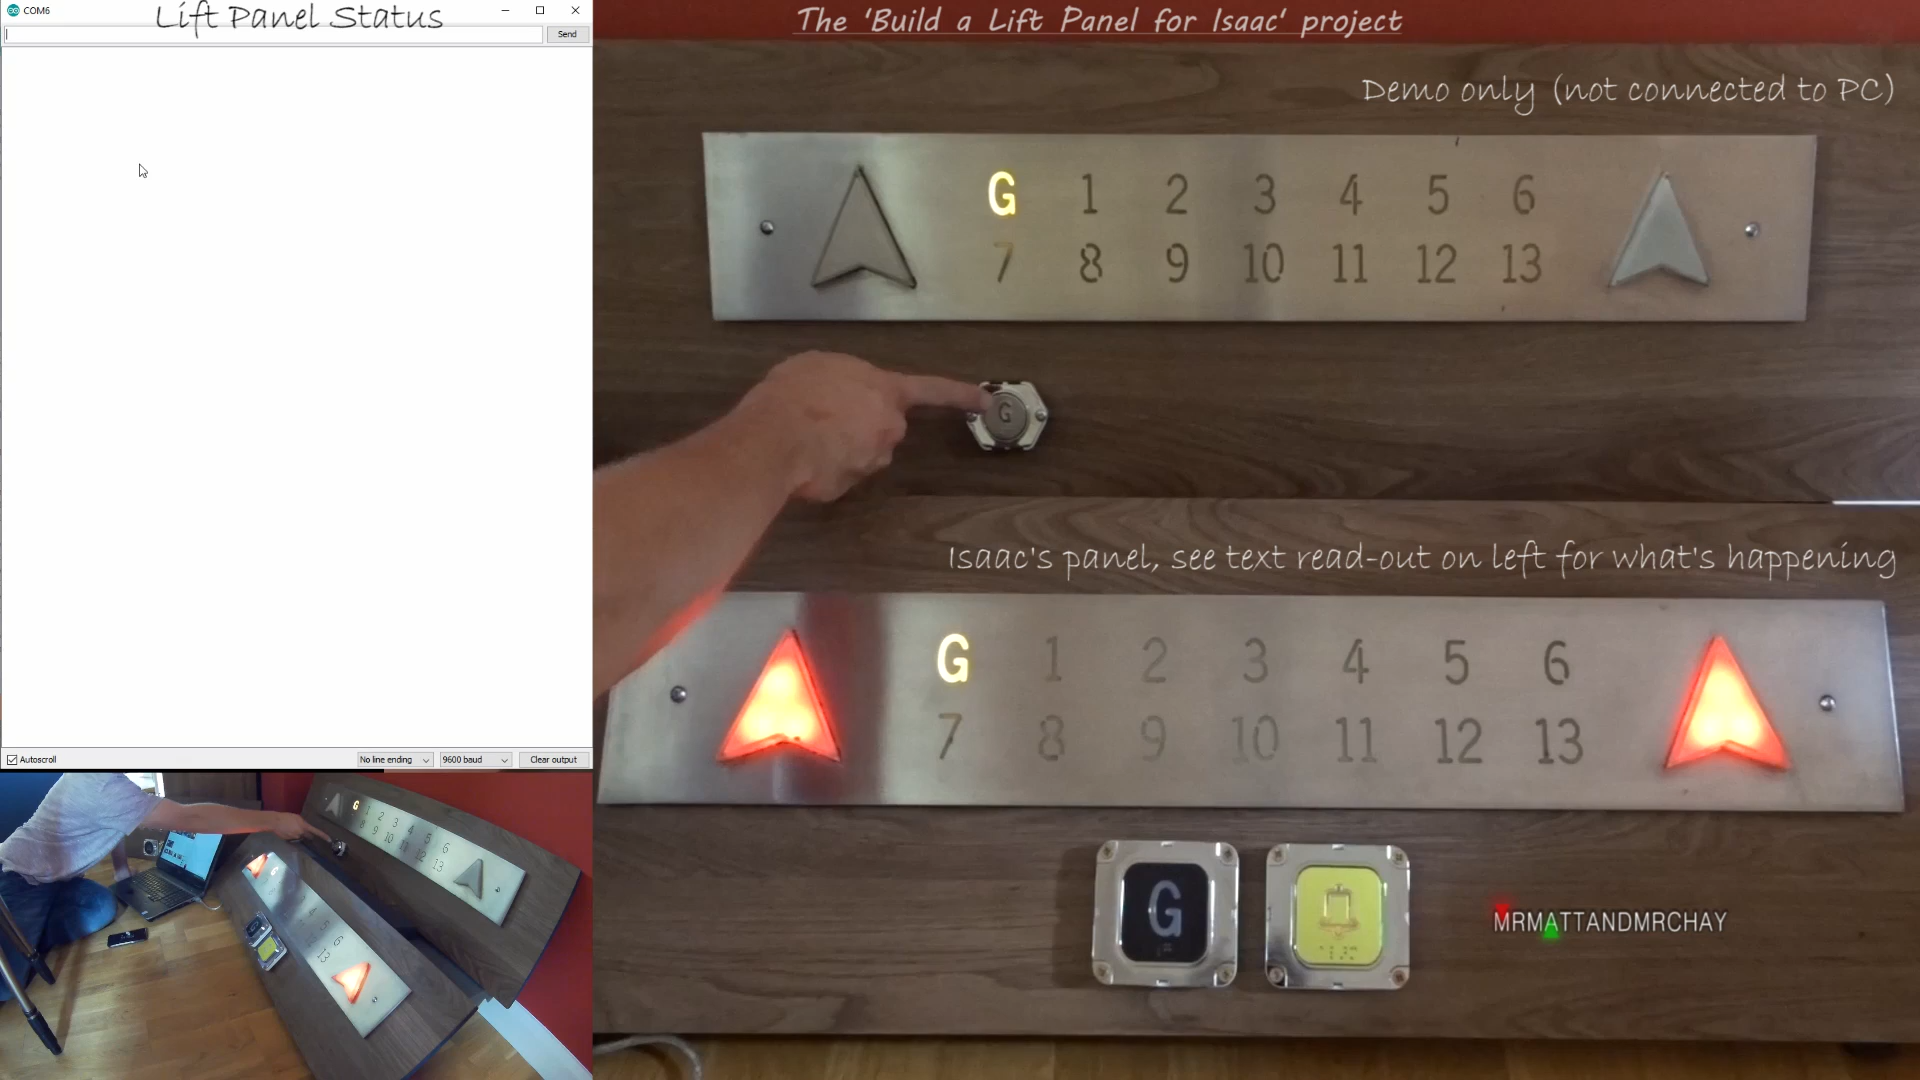 COM6
Lift Panel Status
Send
Autoscroll
No line ending
9600 baud
Clear output
The 'Build a Lift Panel for Isaac' project
Demo only (not connected to PC)
G 1 2 3 4 5 6
7 8 9 10 11 12 13
G
Isaac's panel, see text read-out on left for what's happening
G 1 2 3 4 5 6
7 8 9 10 11 12 13
G
MRMATTANDMRCHAY